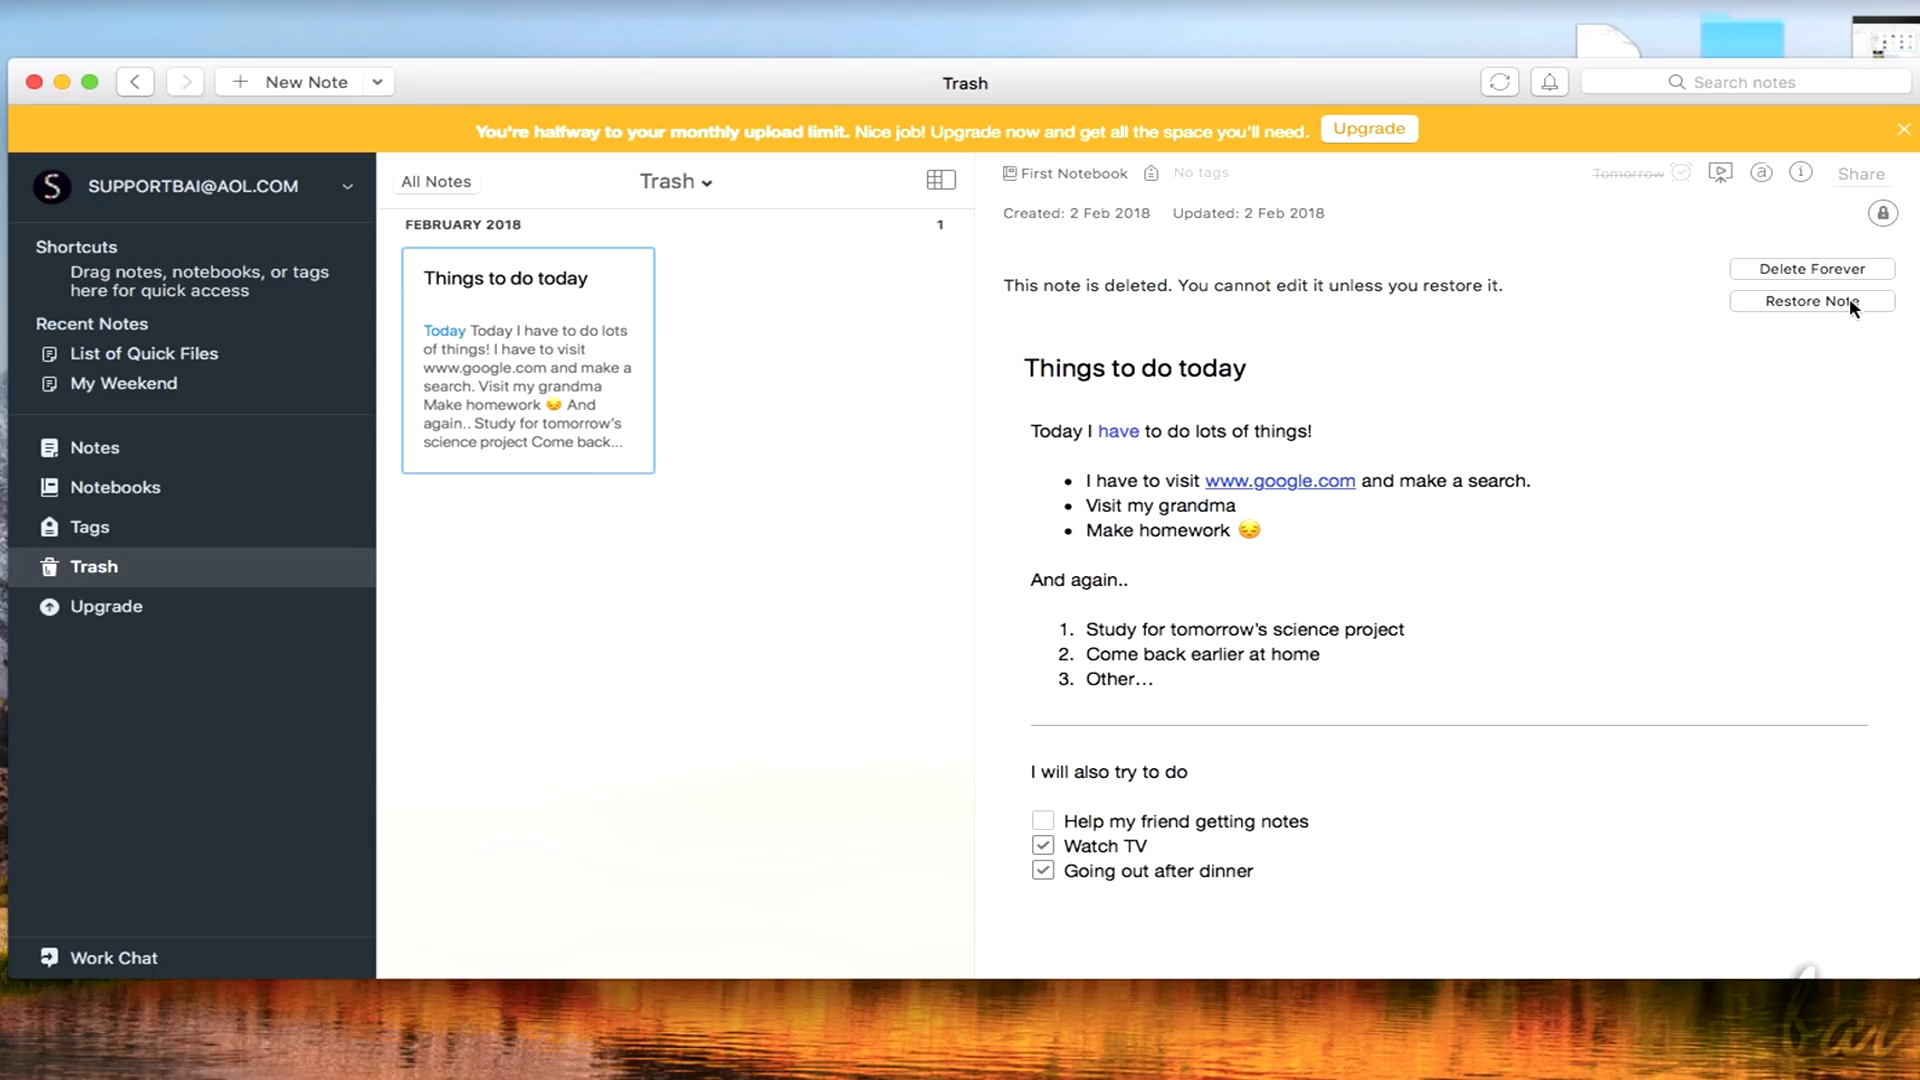 New Note
Trash
Search notes
You're halfway to your monthly upload limit. Nice job! Upgrade now and get all the space you'll need.
Upgrade
SUPPORTBAI@AOL.COM
Shortcuts
Drag notes, notebooks, or tags
here for quick access
Recent Notes
List of Quick Files
My Weekend
Notes
Notebooks
Tags
Trash
Upgrade
Work Chat
All Notes
Trash
FEBRUARY 2018
1
Things to do today
Today Today I have to do lots
of things! I have to visit
www.google.com and make a
search. Visit my grandma
Make homework 😔 And
again.. Study for tomorrow's
science project Come back...
First Notebook
No tags
Tomorrow
Share
Created: 2 Feb 2018
Updated: 2 Feb 2018
This note is deleted. You cannot edit it unless you restore it.
Delete Forever
Restore Note
Things to do today
Today I have to do lots of things!
• I have to visit www.google.com and make a search.
• Visit my grandma
• Make homework 😔
And again..
1. Study for tomorrow's science project
2. Come back earlier at home
3. Other...
I will also try to do
Help my friend getting notes
Watch TV
Going out after dinner
bai